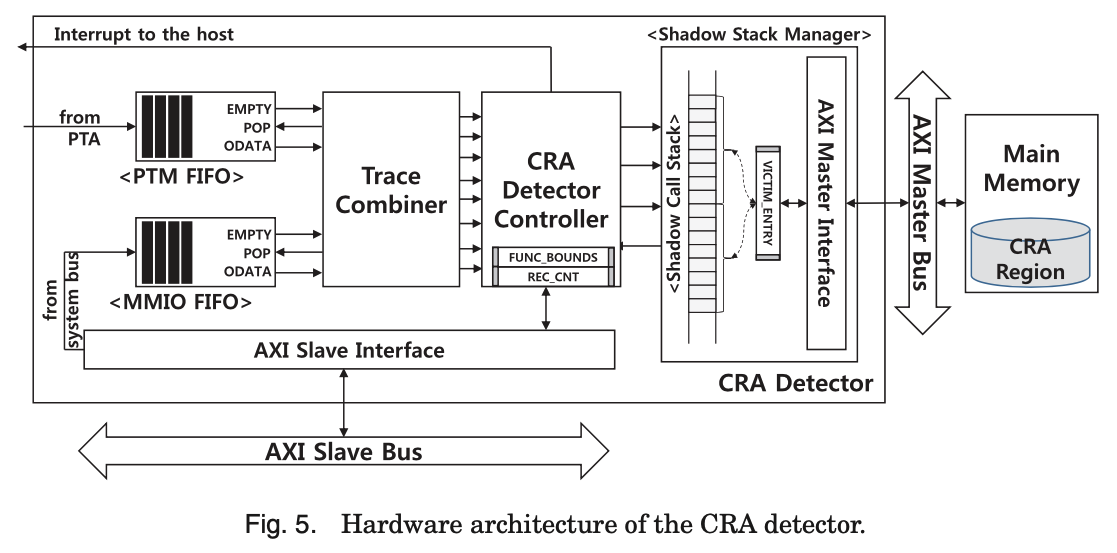 Interrupt to the host
<Shadow Stack Manager>
from
PTA
EMPTY
POP
ODATA
<PTM FIFO>
Trace
Combiner
CRA
Detector
Controller
FUNC_BOUNDS
REC_CNT
<Shadow Call Stack>
VICTIM_ENTRY
AXI Master Interface
AXI Master Bus
Main
Memory
CRA
Region
EMPTY
POP
ODATA
<MMIO FIFO>
from
system bus
AXI Slave Interface
CRA Detector
AXI Slave Bus
Fig. 5. Hardware architecture of the CRA detector.